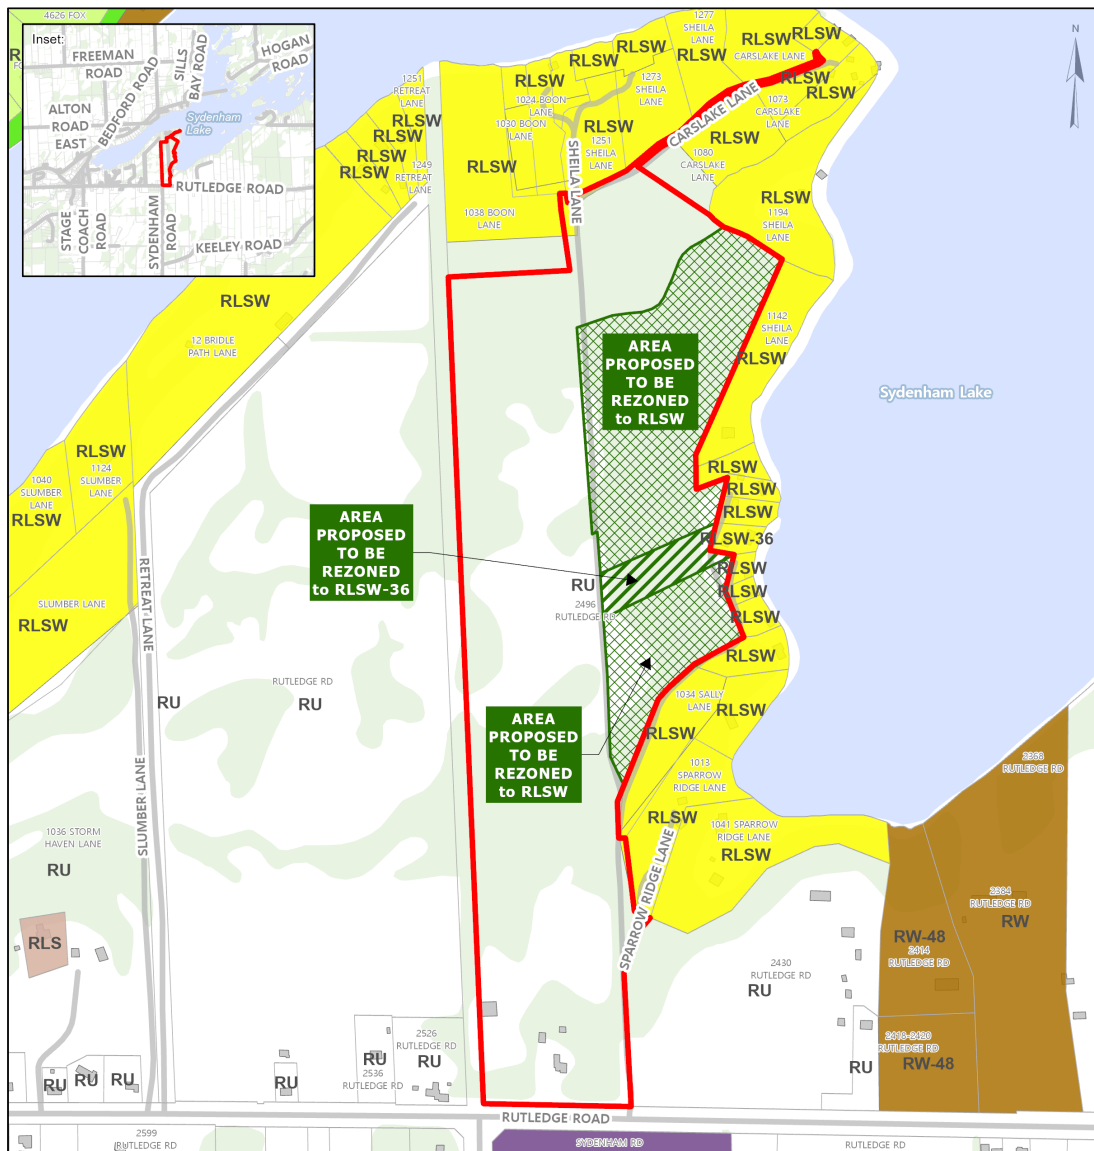 4626 FOX
Inset:
FREEMAN
ROAD
SILLS
BAY ROAD
HOGAN
ROAD
BEDFORD ROAD
ALTON
ROAD
EAST
Sydenham
Lake
RUTLEDGE ROAD
STAGE
COACH
ROAD
SYDENHAM
ROAD
KEELEY ROAD
N
1277
SHEILA
LANE
RLSW
RLSW
RLSW
CARSLAKE LANE
RLSW
RLSW
RLSW
RLSW
RLSW
1024 BOON
LANE
1273
SHEILA
LANE
1073
CARSLAKE
LANE
CARSLAKE LANE
1251
RETREAT
LANE
RLSW
RLSW
RLSW
RLSW
1249
RETREAT
LANE
1030 BOON
LANE
RLSW
RLSW
1251
SHEILA
LANE
RLSW
1080
CARSLAKE
LANE
SHEILA LANE
1038 BOON
LANE
RLSW
1194
SHEILA
LANE
RLSW
12 BRIDLE
PATH LANE
1142
SHEILA
LANE
RLSW
AREA
PROPOSED
TO BE
REZONED
to RLSW
Sydenham Lake
RLSW
1124
SLUMBER
LANE
1040
SLUMBER
LANE
RLSW
RLSW
RLSW
RLSW
RLSW-36
RLSW
RLSW
RLSW
RLSW
AREA
PROPOSED
TO BE
REZONED
to RLSW-36
RU
2496
RUTLEDGE RD
RETREAT LANE
SLUMBER LANE
RLSW
RUTLEDGE RD
RU
RU
1034 SALLY
LANE
RLSW
RLSW
AREA
PROPOSED
TO BE
REZONED
to RLSW
1013
SPARROW
RIDGE LANE
RLSW
1041 SPARROW
RIDGE LANE
RLSW
2368
RUTLEDGE RD
SLUMBER LANE
1036 STORM
HAVEN LANE
RU
RLS
SPARROW RIDGE LANE
2384
RUTLEDGE RD
RW
RW-48
2414
RUTLEDGE RD
2430
RUTLEDGE RD
RU
2418-2420
RUTLEDGE RD
RW-48
RU
2526
RUTLEDGE RD
RU
RU
2536
RUTLEDGE RD
RU
RU
RU
RU
RUTLEDGE ROAD
2599
RUTLEDGE RD
SYDENHAM RD
RUTLEDGE RD